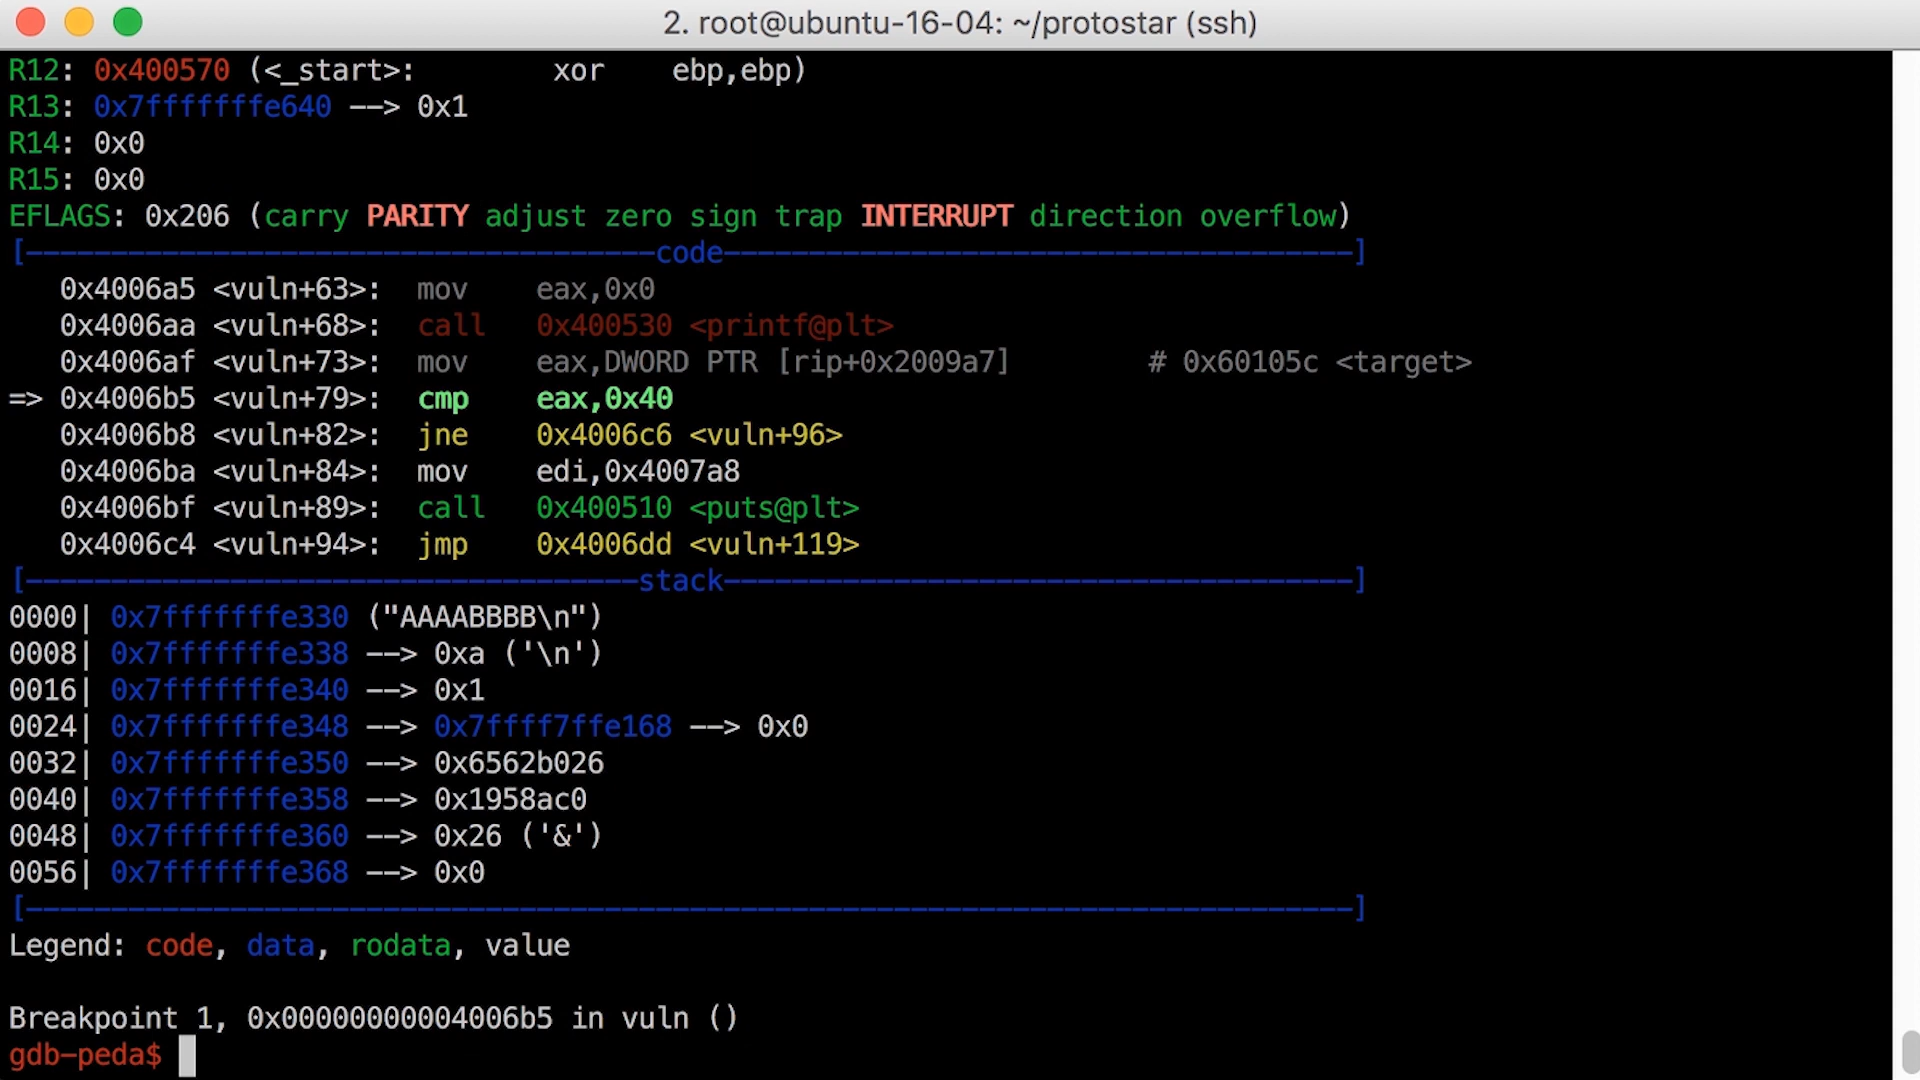 2. root@ubuntu-16-04: ~/protostar (ssh)
R12: 0x400570 (<_start>:        xor    ebp,ebp)
R13: 0x7fffffffe640 --> 0x1
R14: 0x0
R15: 0x0
EFLAGS: 0x206 (carry PARITY adjust zero sign trap INTERRUPT direction overflow)
[-------------------------------------code-------------------------------------]
   0x4006a5 <vuln+63>:  mov    eax,0x0
   0x4006aa <vuln+68>:  call   0x400530 <printf@plt>
   0x4006af <vuln+73>:  mov    eax,DWORD PTR [rip+0x2009a7]        # 0x60105c <target>
=> 0x4006b5 <vuln+79>:  cmp    eax,0x40
   0x4006b8 <vuln+82>:  jne    0x4006c6 <vuln+96>
   0x4006ba <vuln+84>:  mov    edi,0x4007a8
   0x4006bf <vuln+89>:  call   0x400510 <puts@plt>
   0x4006c4 <vuln+94>:  jmp    0x4006dd <vuln+119>
[------------------------------------stack-------------------------------------]
0000| 0x7fffffffe330 ("AAAABBBB\n")
0008| 0x7fffffffe338 --> 0xa ('\n')
0016| 0x7fffffffe340 --> 0x1
0024| 0x7fffffffe348 --> 0x7ffff7ffe168 --> 0x0
0032| 0x7fffffffe350 --> 0x6562b026
0040| 0x7fffffffe358 --> 0x1958ac0
0048| 0x7fffffffe360 --> 0x26 ('&')
0056| 0x7fffffffe368 --> 0x0
[------------------------------------------------------------------------------]
Legend: code, data, rodata, value
Breakpoint 1, 0x00000000004006b5 in vuln ()
gdb-peda$